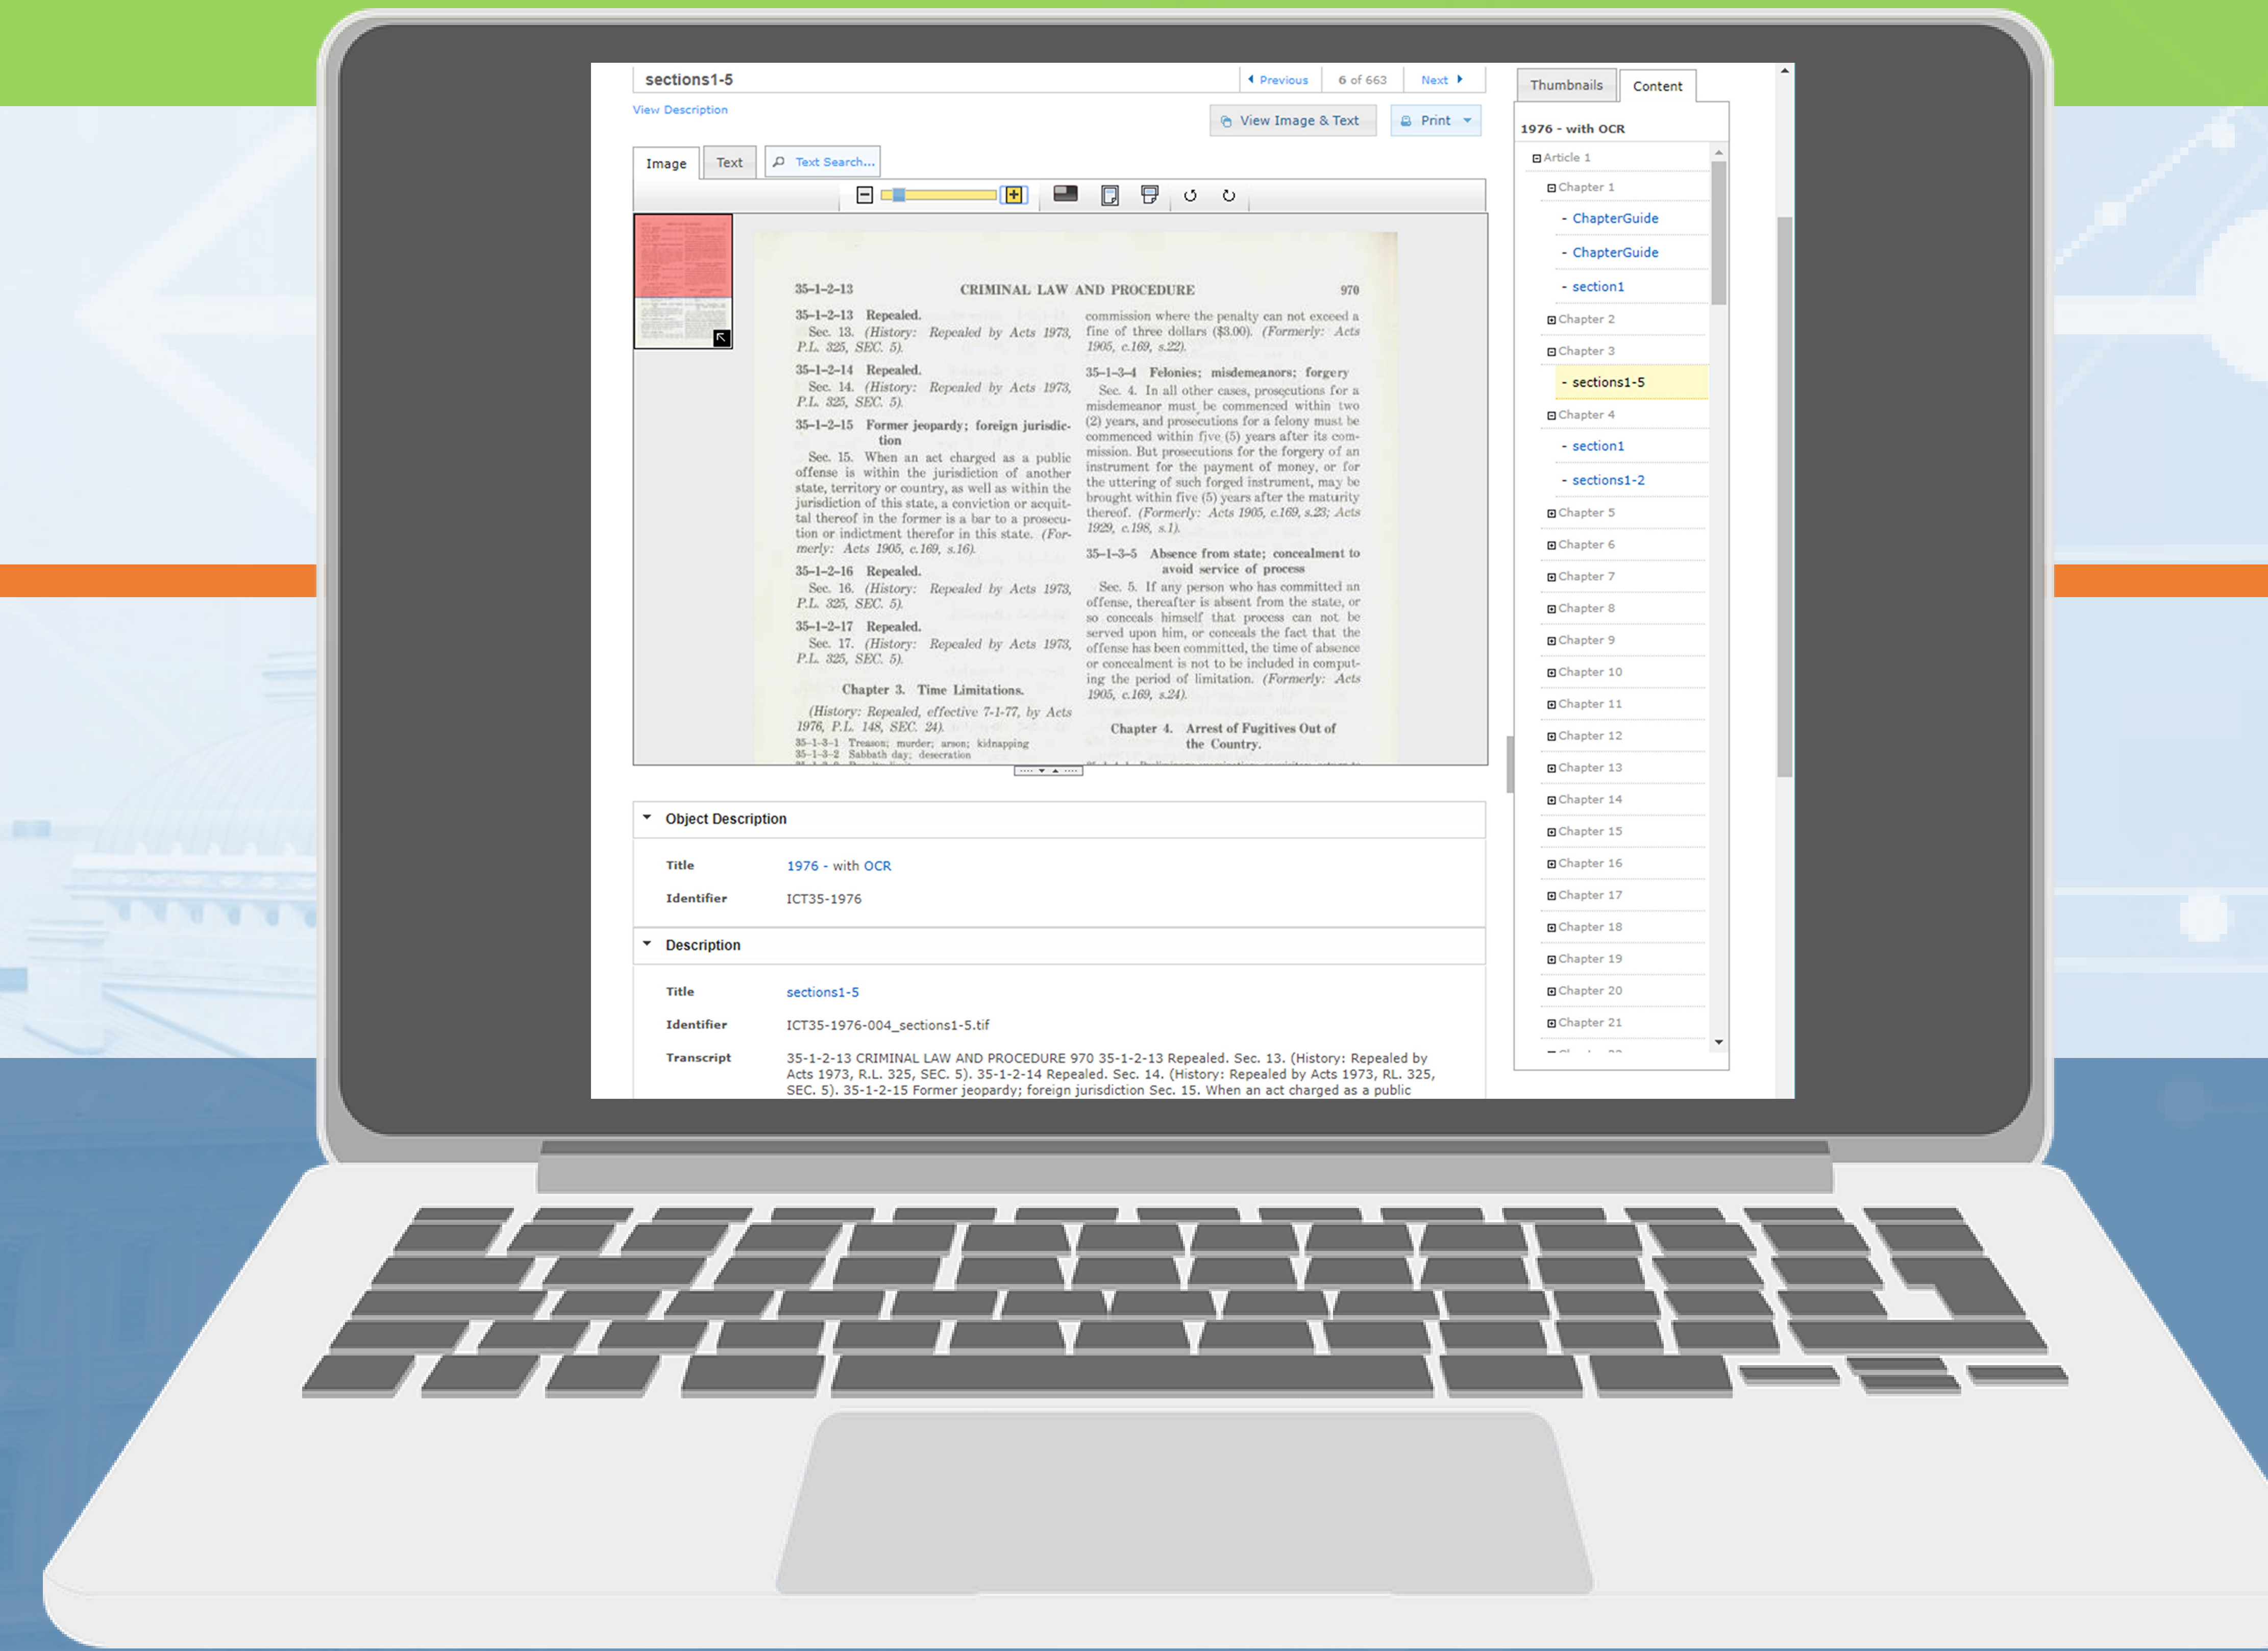 sections1-5
Previous
6 of 663
Next
View Description
View Image & Text
Print
Image
Text
Text Search...
35-1-2-13 CRIMINAL LAW AND PROCEDURE 970
35-1-2-13 Repealed.
Sec. 13. (History: Repealed by Acts 1973,
P.L. 325, SEC. 5).
35-1-2-14 Repealed.
Sec. 14. (History: Repealed by Acts 1973,
P.L. 325, SEC. 5).
35-1-2-15 Former jeopardy; foreign jurisdic-
tion
Sec. 15. When an act charged as a public
offense is within the jurisdiction of another
state, territory or country, as well as within the
jurisdiction of this state, a conviction or acquit-
tal thereof in the former is a bar to a prosecu-
tion or indictment therefor in this state. (For-
merly: Acts 1905, c.169, s.16).
35-1-2-16 Repealed.
Sec. 16. (History: Repealed by Acts 1973,
P.L. 325, SEC. 5).
35-1-2-17 Repealed.
Sec. 17. (History: Repealed by Acts 1973,
P.L. 325, SEC. 5).
Chapter 3. Time Limitations.
(History: Repealed, effective 7-1-77, by Acts
1976, P.L. 148, SEC. 24).
35-1-3-1 Treason; murder; arson; kidnapping
35-1-3-2 Sabbath day; desecration
commission where the penalty can not exceed a
fine of three dollars ($3.00). (Formerly: Acts
1905, c.169, s.22).
35-1-3-4 Felonies; misdemeanors; forgery
Sec. 4. In all other cases, prosecutions for a
misdemeanor must be commenced within two
(2) years, and prosecutions for a felony must be
commenced within five (5) years after its com-
mission. But prosecutions for the forgery of an
instrument for the payment of money, or for
the uttering of such forged instrument, may be
brought within five (5) years after the maturity
thereof. (Formerly: Acts 1905, c.169, s.23; Acts
1929, c.198, s.1).
35-1-3-5 Absence from state; concealment to
avoid service of process
Sec. 5. If any person who has committed an
offense, thereafter is absent from the state, or
so conceals himself that process can not be
served upon him, or conceals the fact that the
offense has been committed, the time of absence
or concealment is not to be included in comput-
ing the period of limitation. (Formerly: Acts
1905, c.169, s.24).
Chapter 4. Arrest of Fugitives Out of
the Country.
Object Description
Title 1976 - with OCR
Identifier ICT35-1976
Description
Title sections1-5
Identifier ICT35-1976-004_sections1-5.tif
Transcript 35-1-2-13 CRIMINAL LAW AND PROCEDURE 970 35-1-2-13 Repealed. Sec. 13. (History: Repealed by
Acts 1973, R.L. 325, SEC. 5). 35-1-2-14 Repealed. Sec. 14. (History: Repealed by Acts 1973, RL. 325,
SEC. 5). 35-1-2-15 Former jeopardy; foreign jurisdiction Sec. 15. When an act charged as a public
Thumbnails
Content
1976 - with OCR
Article 1
Chapter 1
- ChapterGuide
- ChapterGuide
- section1
Chapter 2
Chapter 3
- sections1-5
Chapter 4
- section1
- sections1-2
Chapter 5
Chapter 6
Chapter 7
Chapter 8
Chapter 9
Chapter 10
Chapter 11
Chapter 12
Chapter 13
Chapter 14
Chapter 15
Chapter 16
Chapter 17
Chapter 18
Chapter 19
Chapter 20
Chapter 21